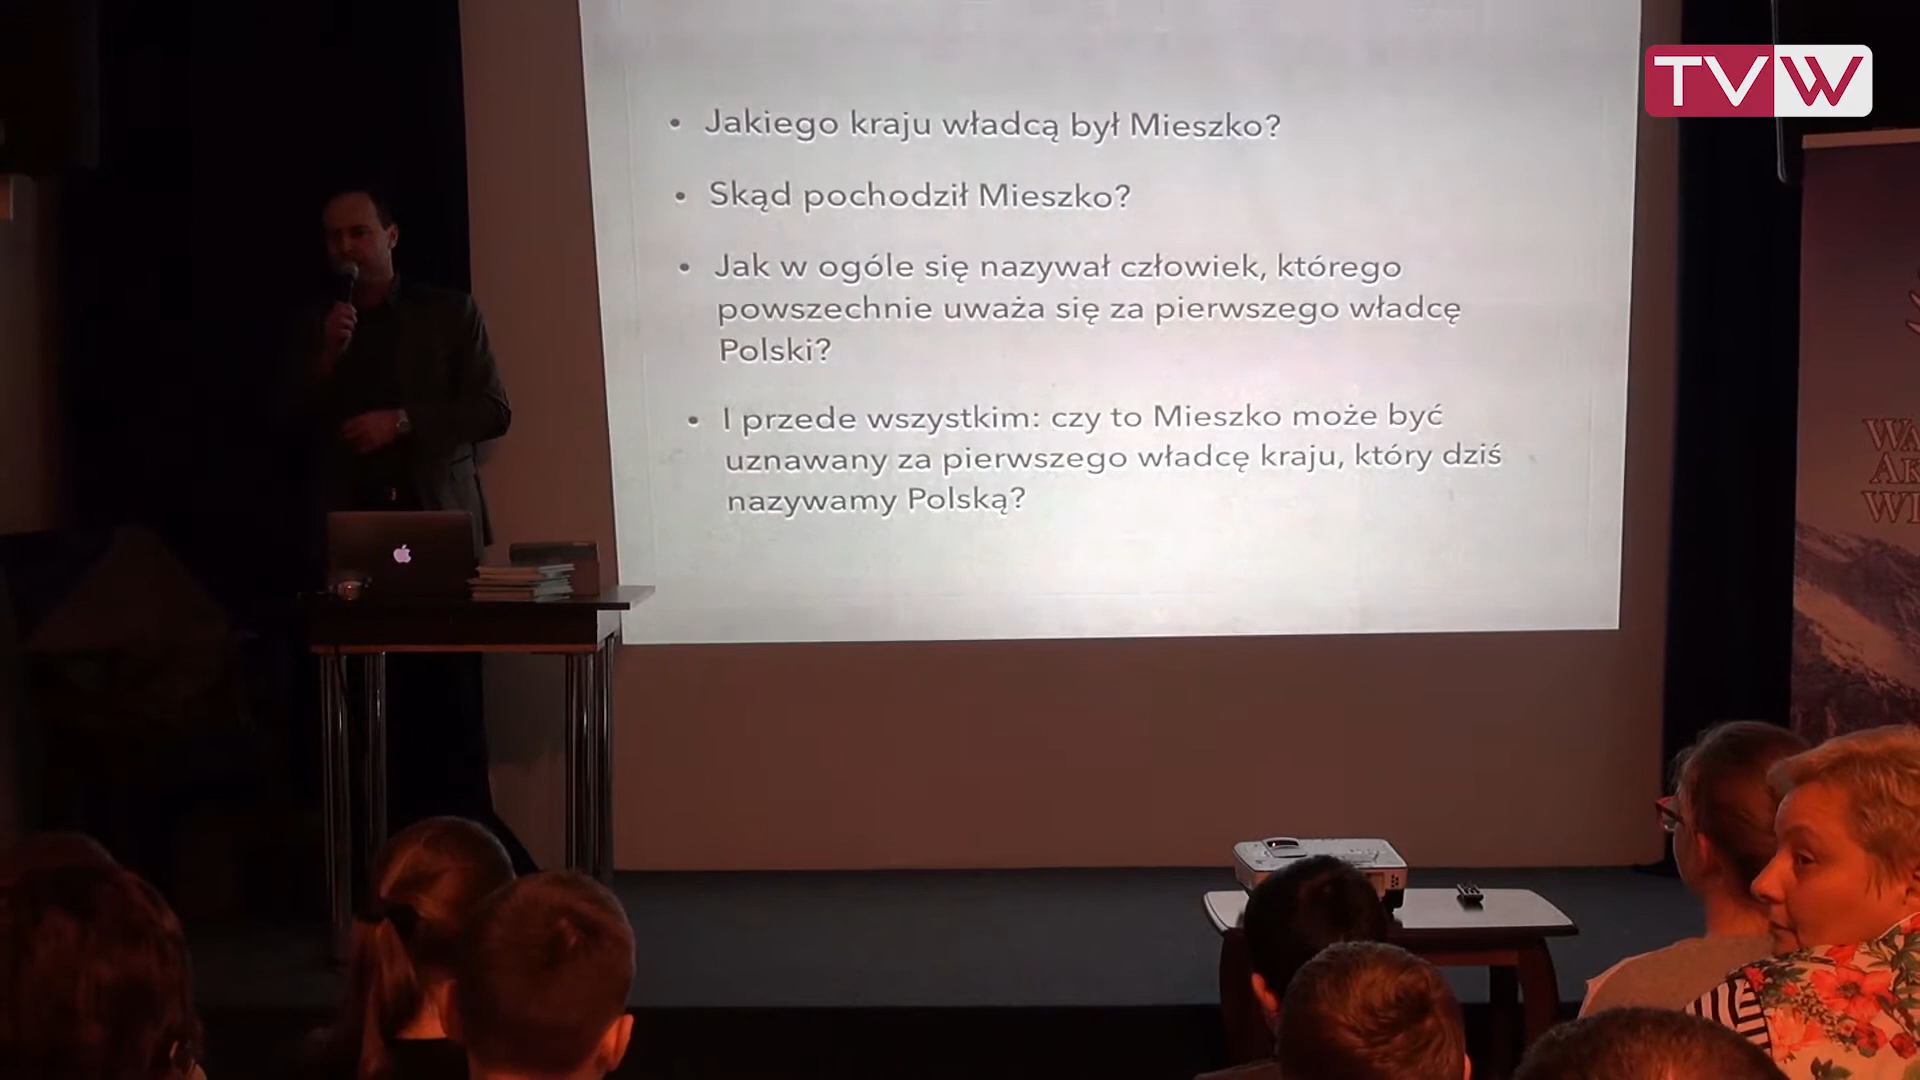 TVW
• Jakiego kraju władcą był Mieszko?
• Skąd pochodził Mieszko?
• Jak w ogóle się nazywał człowiek, którego
powszechnie uważa się za pierwszego władcę
Polski?
• I przede wszystkim: czy to Mieszko może być
uznawany za pierwszego władcę kraju, który dziś
nazywamy Polską?